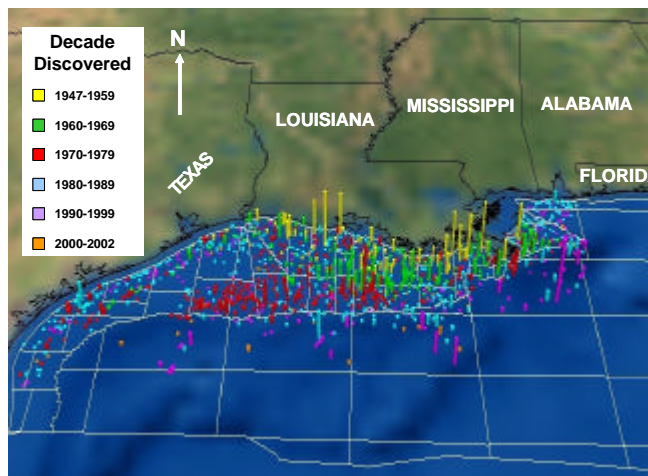 Decade
Discovered
1947-1959
1960-1969
1970-1979
1980-1989
1990-1999
2000-2002
N
TEXAS
LOUISIANA
MISSISSIPPI
ALABAMA
FLORID